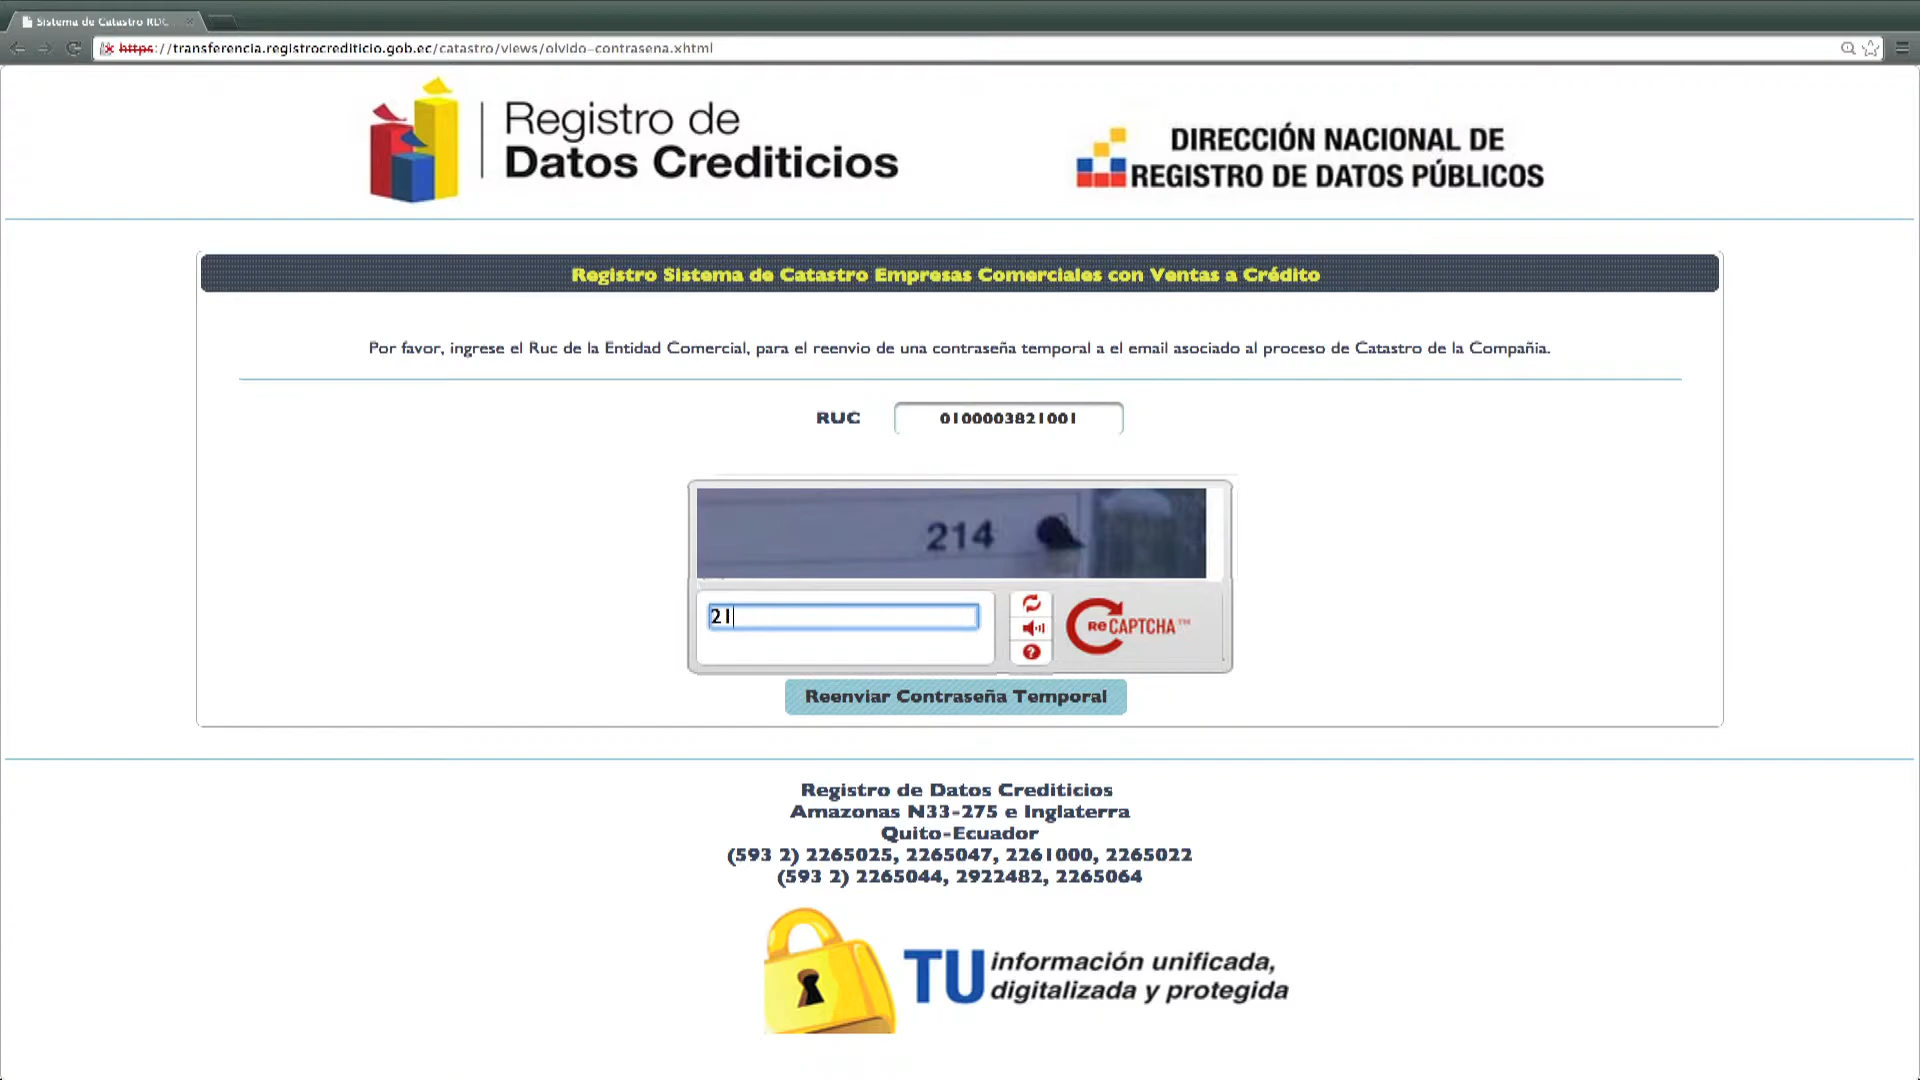 Sistema de Catastro RDC
https://transferencia.registrocrediticio.gob.ec/catastro/views/olvido-contrasena.xhtml
Registro de
Datos Crediticios
DIRECCIÓN NACIONAL DE
REGISTRO DE DATOS PÚBLICOS
Registro Sistema de Catastro Empresas Comerciales con Ventas a Crédito
Por favor, ingrese el Ruc de la Entidad Comercial, para el reenvio de una contraseña temporal a el email asociado al proceso de Catastro de la Compañia.
RUC 0100003821001
214
21
reCAPTCHA™
Reenviar Contraseña Temporal
Registro de Datos Crediticios
Amazonas N33-275 e Inglaterra
Quito-Ecuador
(593 2) 2265025, 2265047, 2261000, 2265022
(593 2) 2265044, 2922482, 2265064
TU información unificada,
digitalizada y protegida